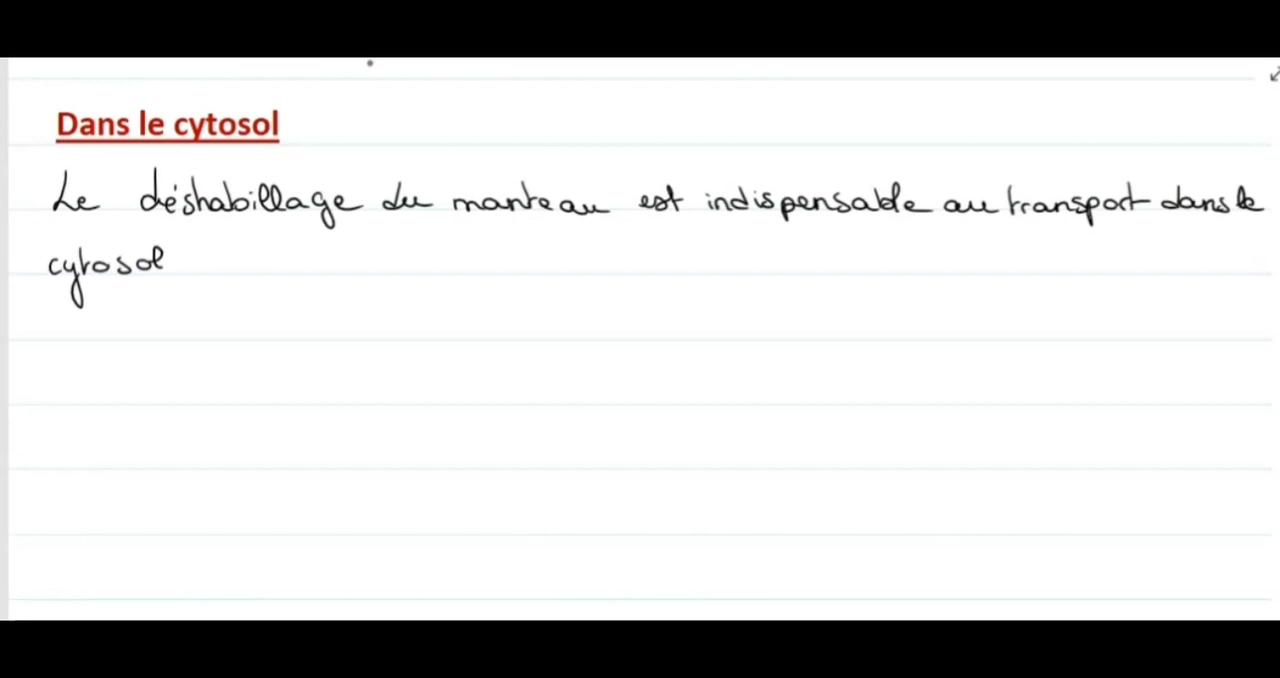 Dans le cytosol
Le déshabillage du manteau est indispensable au transport dans le
cytosol